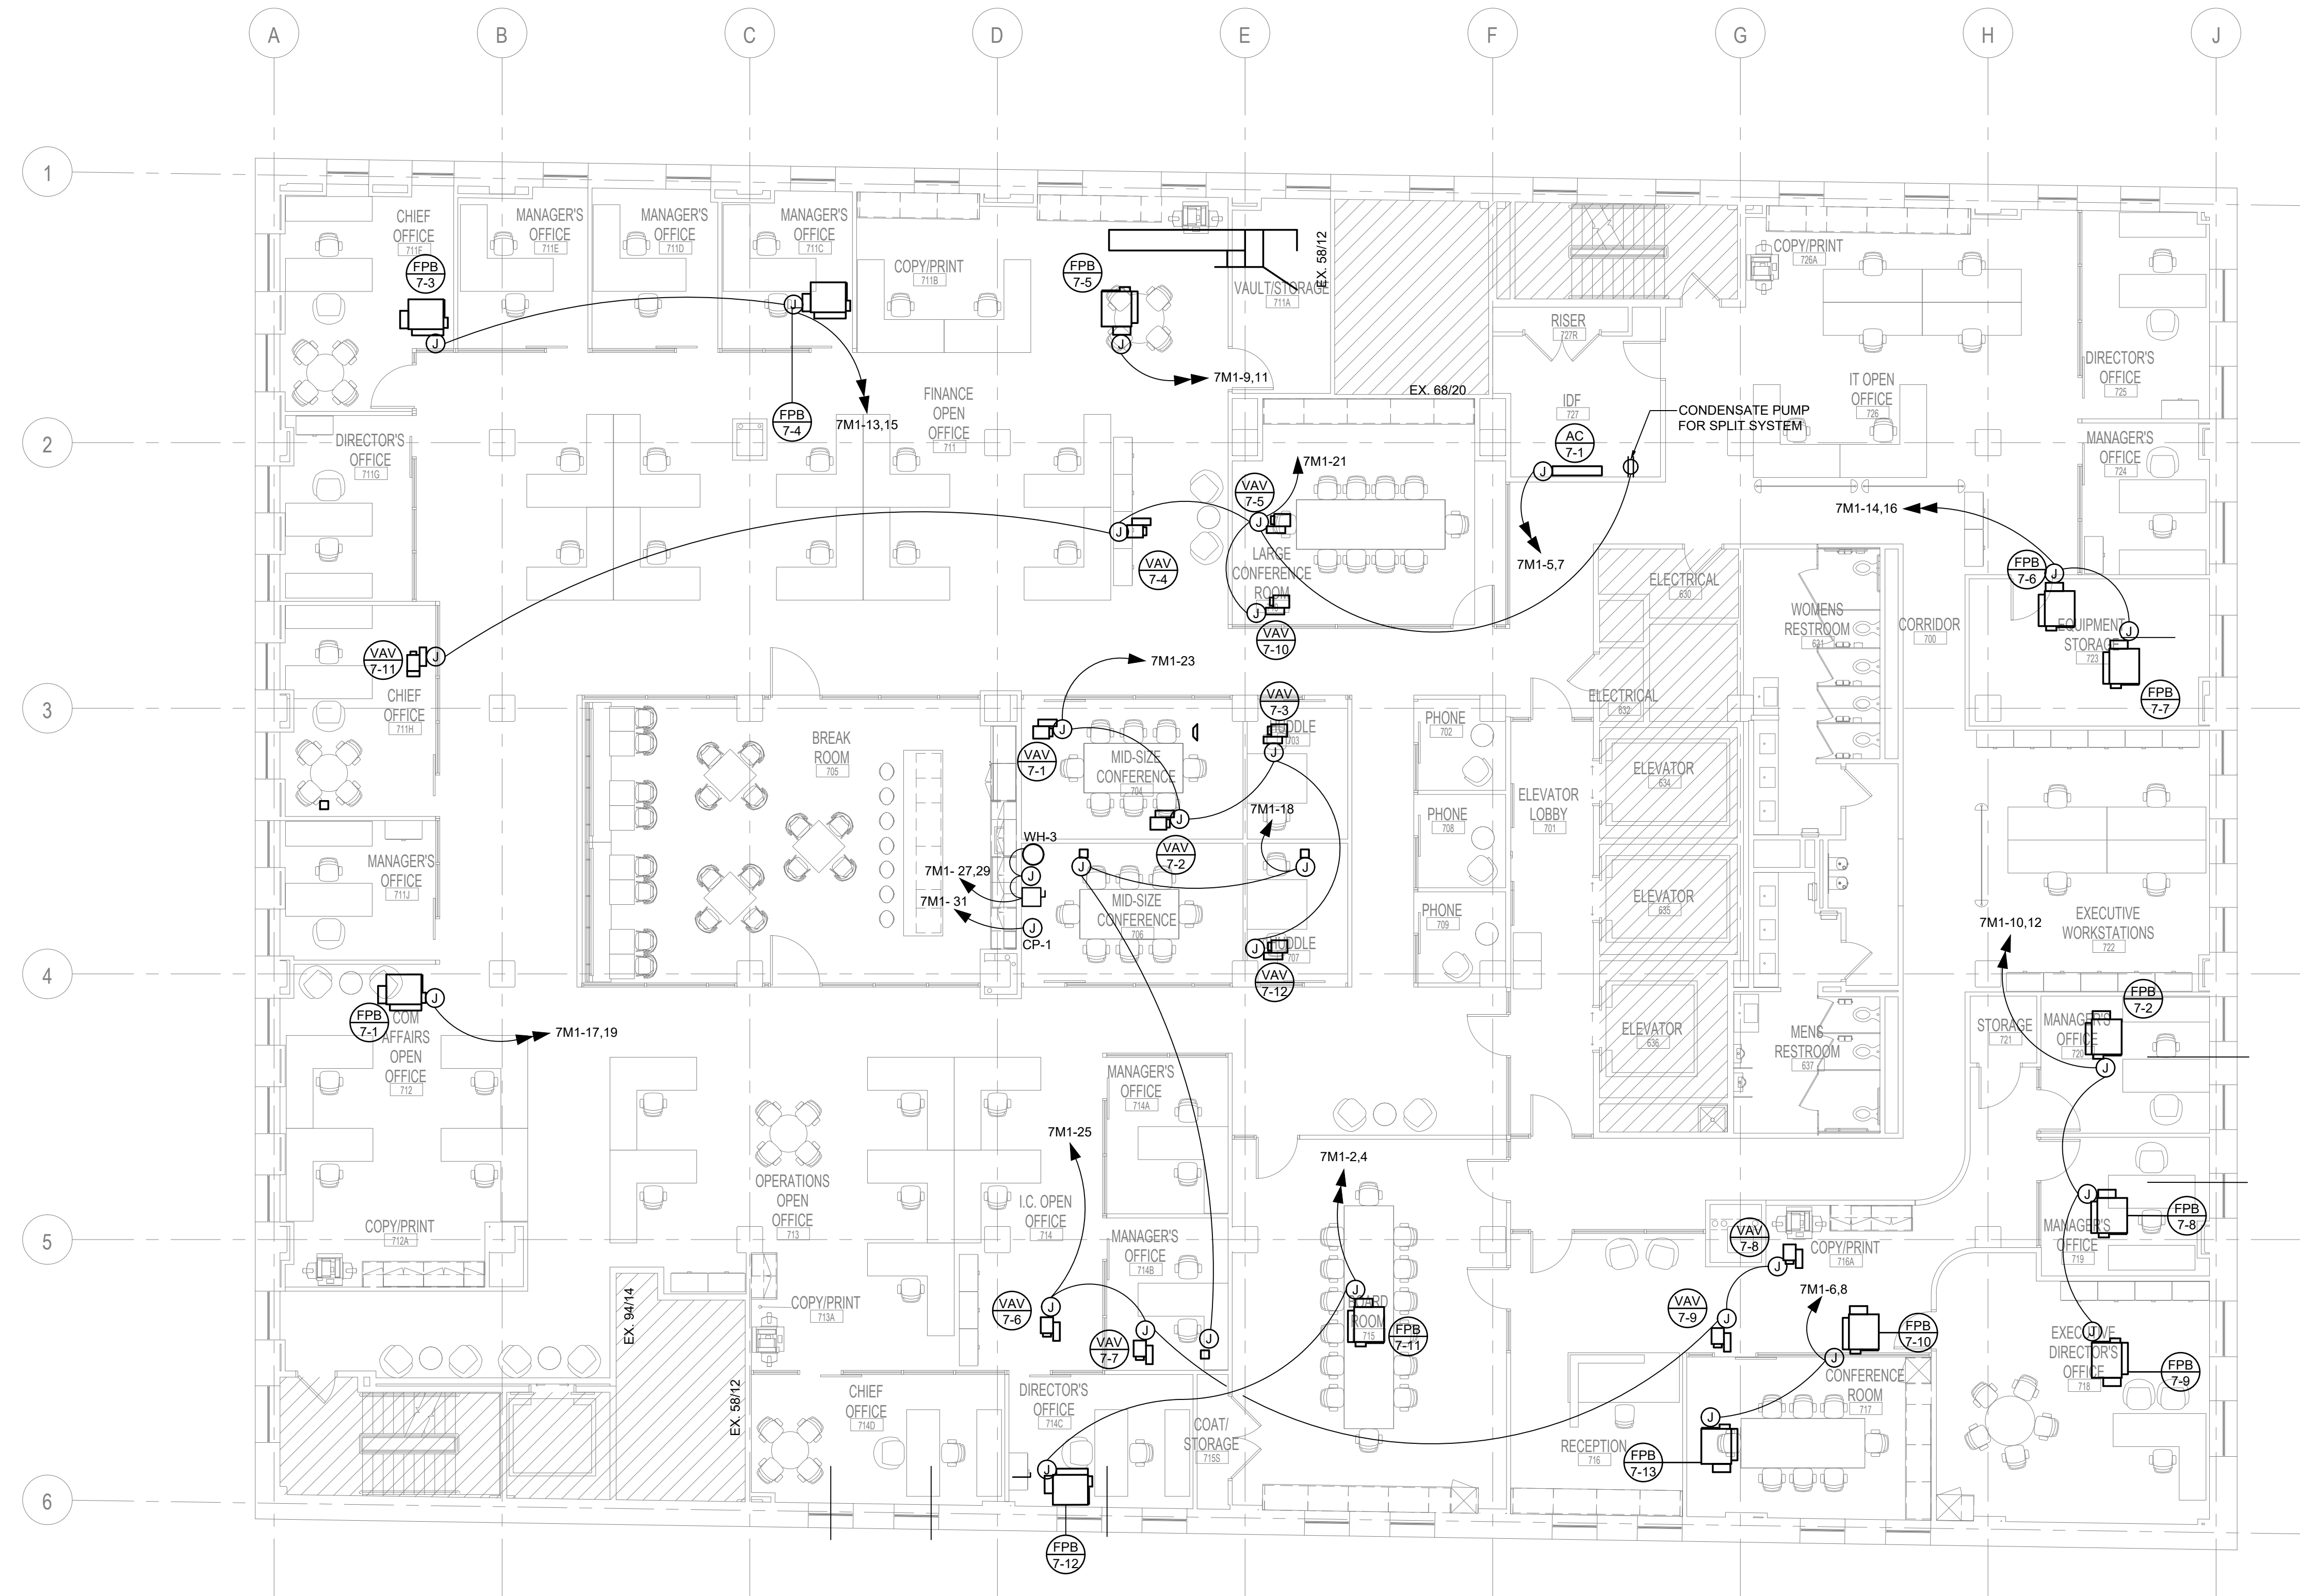 A
B
C
D
E
F
G
H
J
1
2
3
4
5
6
CHIEF
OFFICE
711F
FPB
7-3
MANAGER'S
OFFICE
711E
MANAGER'S
OFFICE
711D
MANAGER'S
OFFICE
711C
COPY/PRINT
711B
FPB
7-5
EX. 58/12
VAULT/STORAGE
711A
COPY/PRINT
726A
J
J
J
7M1-9,11
FPB
7-4
7M1-13,15
FINANCE
OPEN
OFFICE
711
RISER
727R
EX. 68/20
IDF
727
AC
7-1
J
CONDENSATE PUMP
FOR SPLIT SYSTEM
IT OPEN
OFFICE
726
DIRECTOR'S
OFFICE
725
MANAGER'S
OFFICE
724
DIRECTOR'S
OFFICE
711G
7M1-21
VAV
7-5
J
J
VAV
7-4
LARGE
CONFERENCE
ROOM
J
VAV
7-10
7M1-5,7
7M1-14,16
FPB
7-6
J
J
EQUIPMENT
STORAGE
723
FPB
7-7
ELECTRICAL
630
WOMENS
RESTROOM
631
CORRIDOR
700
VAV
7-11
J
CHIEF
OFFICE
711H
7M1-23
ELECTRICAL
632
BREAK
ROOM
705
J
VAV
7-1
MID-SIZE
CONFERENCE
704
VAV
7-3
HUDDLE
703
J
J
VAV
7-2
7M1-18
PHONE
702
ELEVATOR
634
ELEVATOR
LOBBY
701
PHONE
708
WH-3
J
7M1- 27,29
7M1- 31
J
CP-1
J
J
MID-SIZE
CONFERENCE
706
J
HUDDLE
707
VAV
7-12
PHONE
709
ELEVATOR
635
MANAGER'S
OFFICE
711J
EXECUTIVE
WORKSTATIONS
722
7M1-10,12
J
FPB
7-1
7M1-17,19
COM
AFFAIRS
OPEN
OFFICE
712
ELEVATOR
636
MENS
RESTROOM
637
STORAGE
721
MANAGER'S
OFFICE
720
FPB
7-2
J
MANAGER'S
OFFICE
714A
7M1-25
7M1-2,4
OPERATIONS
OPEN
OFFICE
713
I.C. OPEN
OFFICE
714
MANAGER'S
OFFICE
714B
COPY/PRINT
712A
VAV
7-8
COPY/PRINT
716A
J
J
MANAGER'S
OFFICE
719
FPB
7-8
EX. 94/14
COPY/PRINT
713A
VAV
7-6
J
VAV
7-7
J
J
J
BOARD
ROOM
715
FPB
7-11
VAV
7-9
J
7M1-6,8
FPB
7-10
J
J
EXECUTIVE
DIRECTOR'S
OFFICE
718
FPB
7-9
EX. 58/12
CHIEF
OFFICE
714D
DIRECTOR'S
OFFICE
714C
COAT/
STORAGE
715S
J
FPB
7-12
RECEPTION
716
FPB
7-13
J
CONFERENCE
ROOM
717